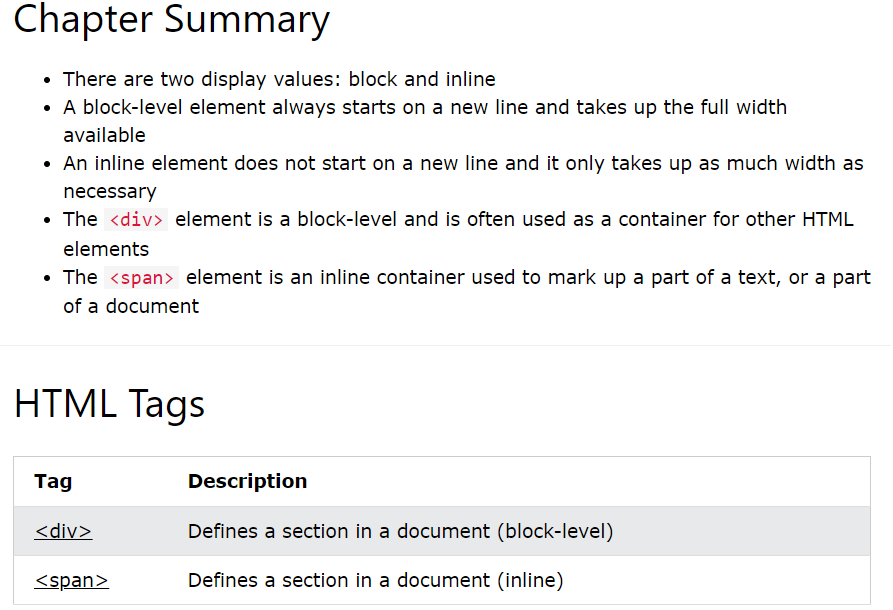 Chapter Summary
• There are two display values: block and inline
• A block-level element always starts on a new line and takes up the full width
available
• An inline element does not start on a new line and it only takes up as much width as
necessary
• The <div> element is a block-level and is often used as a container for other HTML
elements
• The <span> element is an inline container used to mark up a part of a text, or a part
of a document
HTML Tags
Tag Description
<div> Defines a section in a document (block-level)
<span> Defines a section in a document (inline)